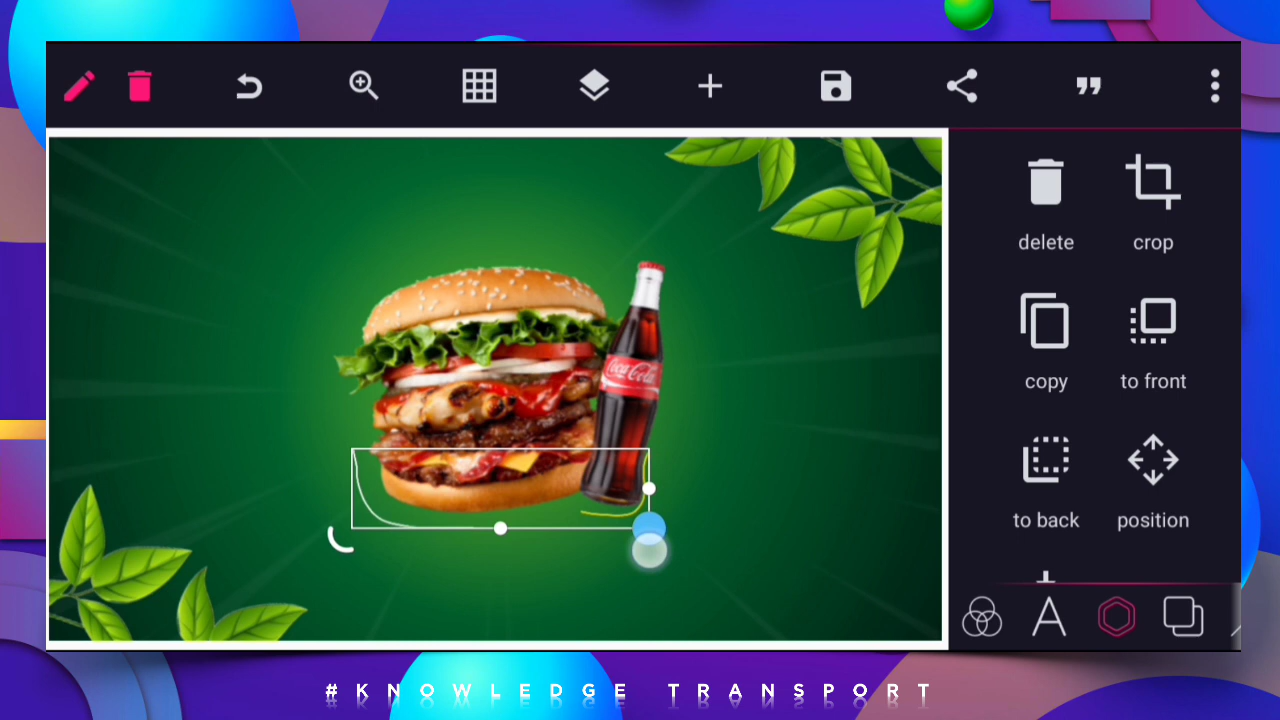 delete crop
Coca-Cola
copy to front
to back position
#KNOWLEDGE TRANSPORT